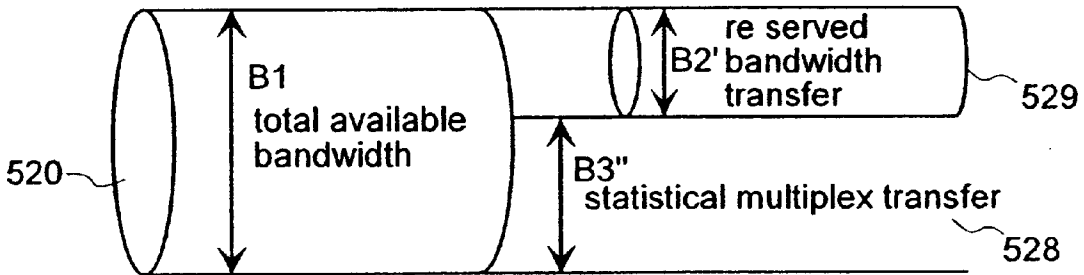 B1
total available
bandwidth
520
B2'
re served
bandwidth
transfer
529
B3"
statistical multiplex transfer
528